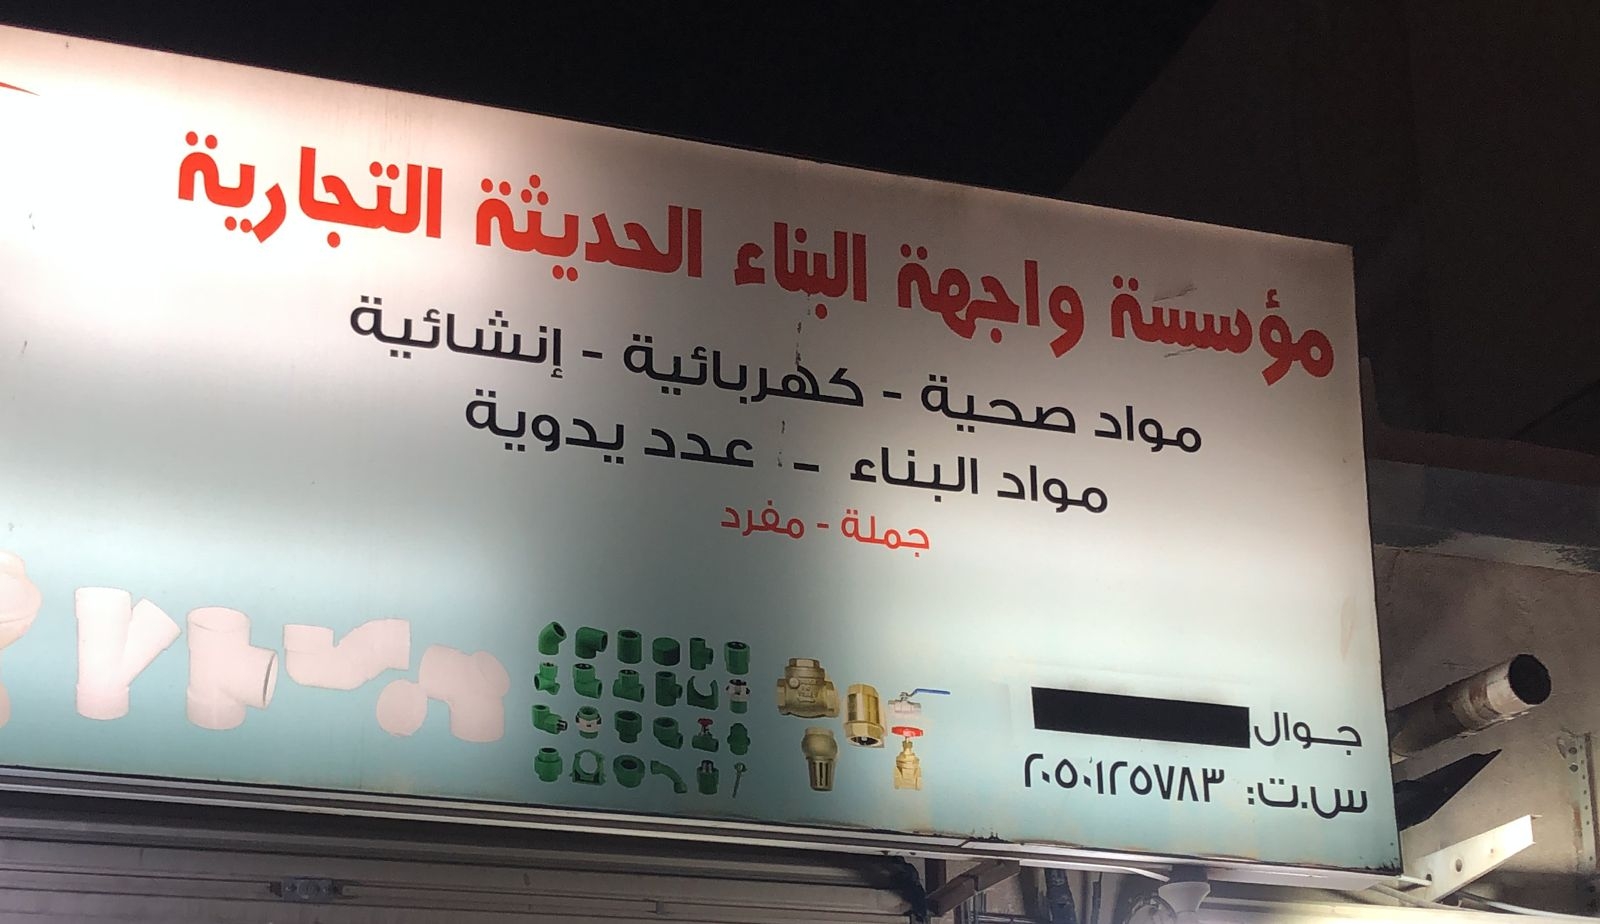 مؤسسة واجهة البناء الحديثة التجارية
مواد صحية - كهربائية - إنشائية
مواد البناء - عدد يدوية
جملة - مفرد
جوال
س.ت: ٢٠٥٠١٢٥٧٨٣